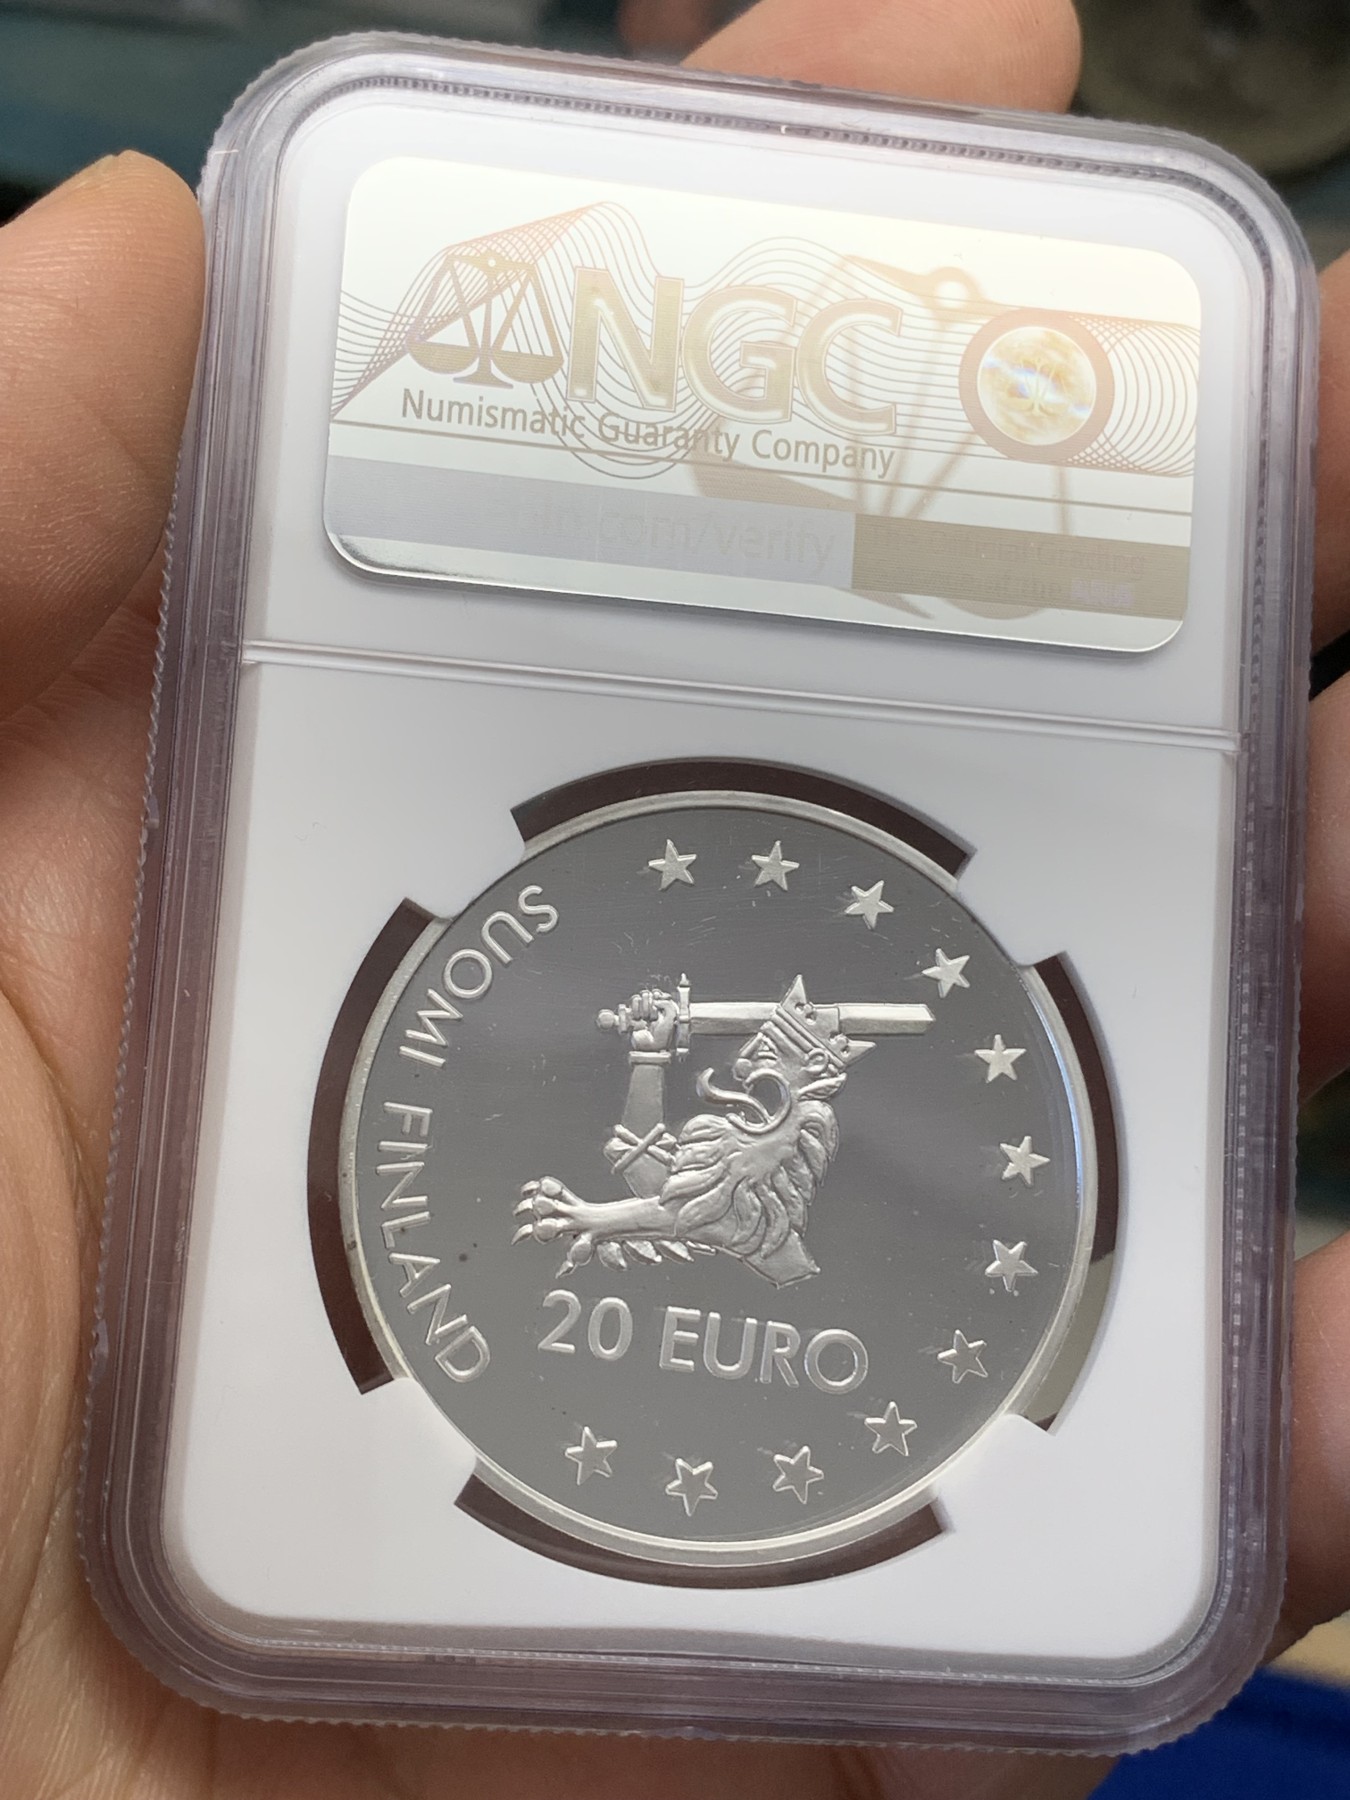 NGC
Numismatic Guaranty Company
.com/verify
SUOMI FINLAND
20 EURO